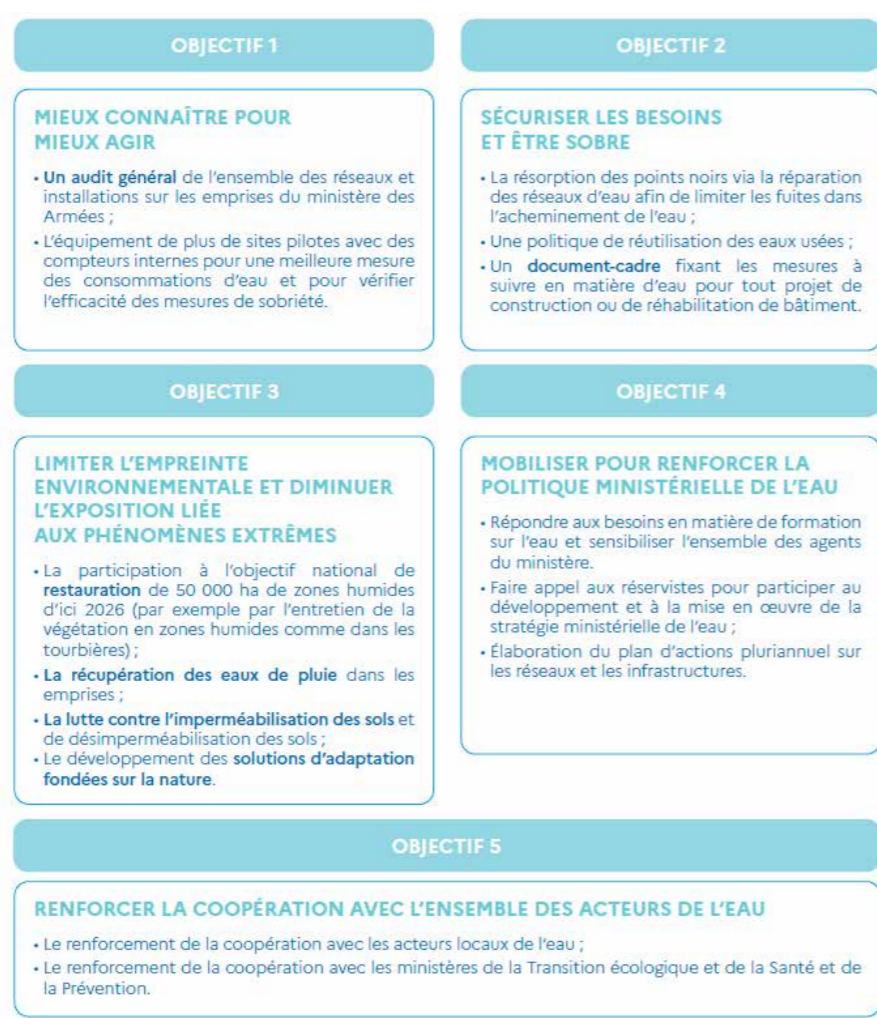 OBJECTIF 1
MIEUX CONNAÎTRE POUR
MIEUX AGIR
• Un audit général de l'ensemble des réseaux et
installations sur les emprises du ministère des
Armées ;
• L'équipement de plus de sites pilotes avec des
compteurs internes pour une meilleure mesure
des consommations d'eau et pour vérifier
l'efficacité des mesures de sobriété.
OBJECTIF 2
SÉCURISER LES BESOINS
ET ÊTRE SOBRE
• La résorption des points noirs via la réparation
des réseaux d'eau afin de limiter les fuites dans
l'acheminement de l'eau ;
• Une politique de réutilisation des eaux usées ;
• Un document-cadre fixant les mesures à
suivre en matière d'eau pour tout projet de
construction ou de réhabilitation de bâtiment.
OBJECTIF 3
LIMITER L'EMPREINTE
ENVIRONNEMENTALE ET DIMINUER
L'EXPOSITION LIÉE
AUX PHÉNOMÈNES EXTRÊMES
• La participation à l'objectif national de
restauration de 50 000 ha de zones humides
d'ici 2026 (par exemple par l'entretien de la
végétation en zones humides comme dans les
tourbières) ;
• La récupération des eaux de pluie dans les
emprises ;
• La lutte contre l'imperméabilisation des sols et
de désimperméabilisation des sols ;
• Le développement des solutions d'adaptation
fondées sur la nature.
OBJECTIF 4
MOBILISER POUR RENFORCER LA
POLITIQUE MINISTÉRIELLE DE L'EAU
• Répondre aux besoins en matière de formation
sur l'eau et sensibiliser l'ensemble des agents
du ministère.
• Faire appel aux réservistes pour participer au
développement et à la mise en œuvre de la
stratégie ministérielle de l'eau ;
• Élaboration du plan d'actions pluriannuel sur
les réseaux et les infrastructures.
OBJECTIF 5
RENFORCER LA COOPÉRATION AVEC L'ENSEMBLE DES ACTEURS DE L'EAU
• Le renforcement de la coopération avec les acteurs locaux de l'eau ;
• Le renforcement de la coopération avec les ministères de la Transition écologique et de la Santé et de
la Prévention.